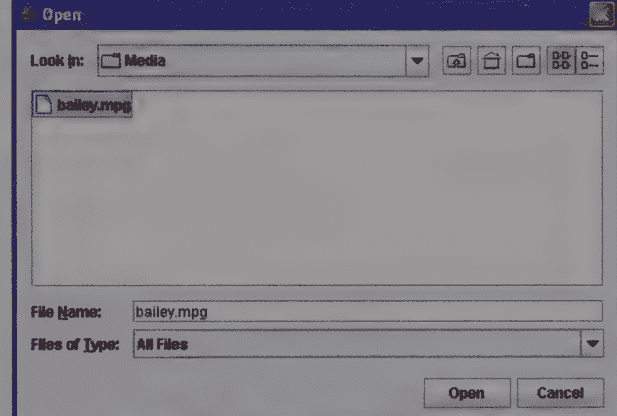 Open
Look in: Media
bailey.mpg
File Name: bailey.mpg
Files of Type: All Files
Open Cancel